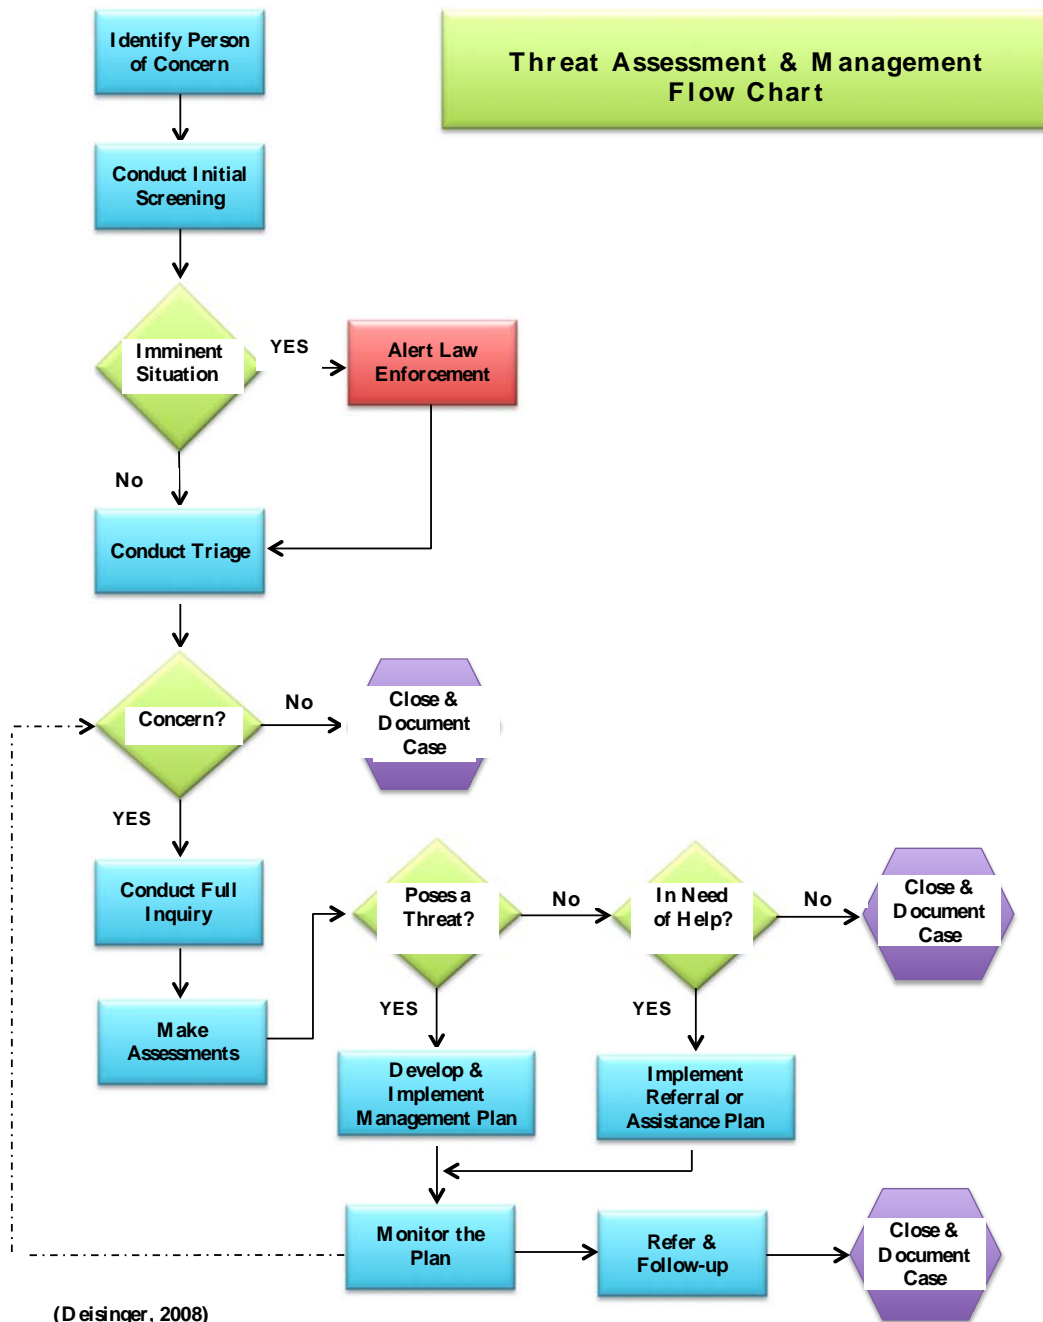 Identify Person
of Concern
Threat Assessment & Management
Flow Chart
Conduct Initial
Screening
Imminent
Situation
YES
Alert Law
Enforcement
No
Conduct Triage
Concern?
No
Close &
Document
Case
YES
Conduct Full
Inquiry
Poses a
Threat?
No
In Need
of Help?
No
Close &
Document
Case
Make
Assessments
YES
YES
Develop &
Implement
Management Plan
Implement
Referral or
Assistance Plan
Monitor the
Plan
Refer &
Follow-up
Close &
Document
Case
(Deisinger, 2008)